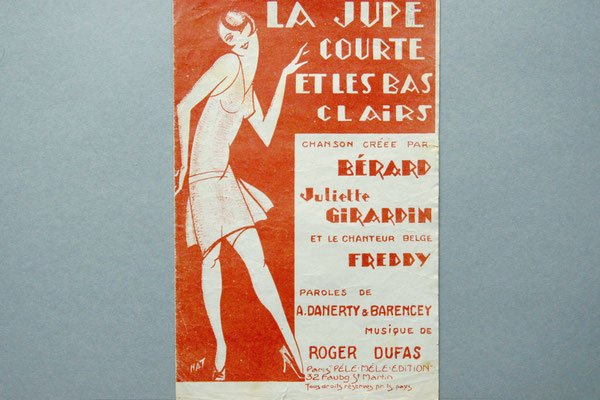 LA JUPE
COURTE
ET LES BAS
CLAIRS
CHANSON CRÉÉE PAR
BÉRARD
Juliette
GIRARDIN
ET LE CHANTEUR BELGE
FREDDY
PAROLES DE
A. DANERTY & BARENCEY
MUSIQUE DE
ROGER DUFAS
Paris "PÊLE-MÊLE-EDITION"
32 Faubg St Martin
Tous droits réservés pr ts pays